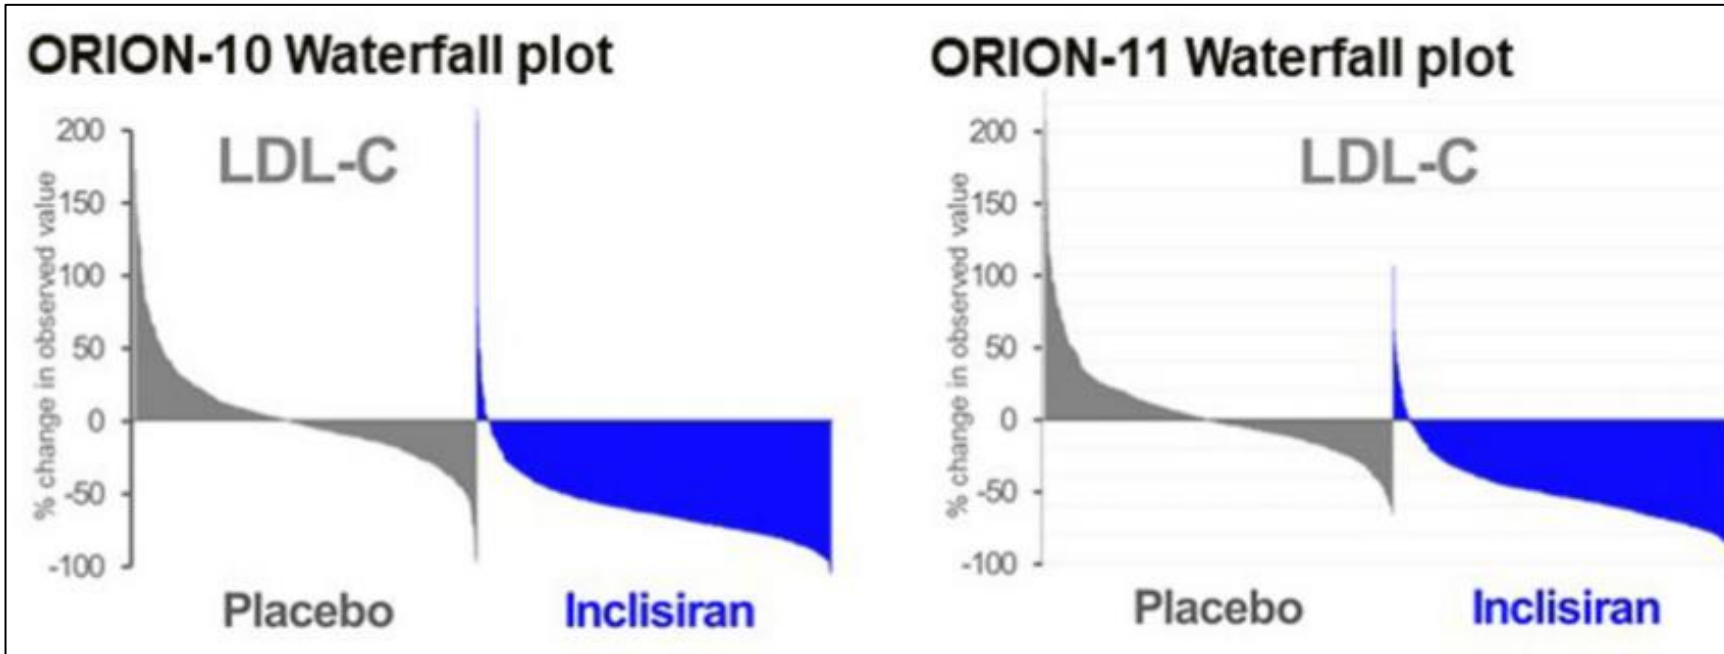 ORION-10 Waterfall plot
LDL-C
% change in observed value
200
150
100
50
0
-50
-100
Placebo
Inclisiran
ORION-11 Waterfall plot
LDL-C
% change in observed value
200
150
100
50
0
-50
-100
Placebo
Inclisiran